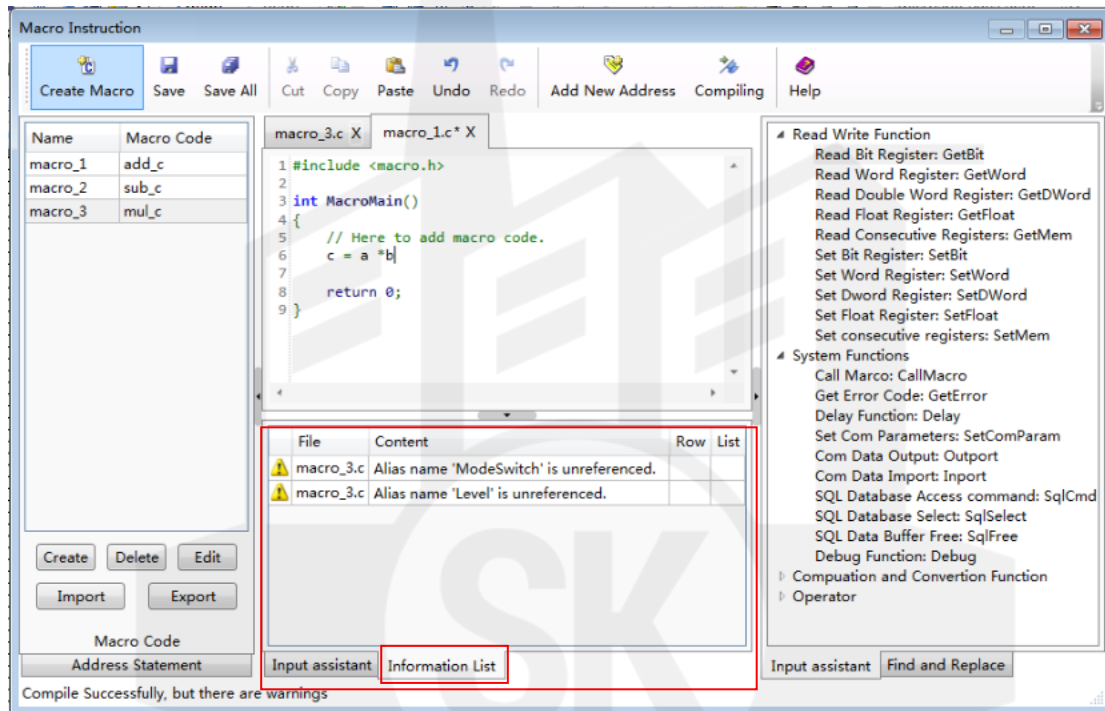 Macro Instruction
Create Macro Save Save All Cut Copy Paste Undo Redo Add New Address Compiling Help
Name Macro Code
macro_1 add_c
macro_2 sub_c
macro_3 mul_c
Create Delete Edit
Import Export
Macro Code
Address Statement
macro_3.c X macro_1.c* X
1 #include <macro.h>
2
3 int MacroMain()
4 {
5 // Here to add macro code.
6 c = a *b
7
8 return 0;
9 }
File Content Row List
macro_3.c Alias name 'ModeSwitch' is unreferenced.
macro_3.c Alias name 'Level' is unreferenced.
Input assistant Information List
Read Write Function
Read Bit Register: GetBit
Read Word Register: GetWord
Read Double Word Register: GetDWord
Read Float Register: GetFloat
Read Consecutive Registers: GetMem
Set Bit Register: SetBit
Set Word Register: SetWord
Set Dword Register: SetDWord
Set Float Register: SetFloat
Set consecutive registers: SetMem
System Functions
Call Marco: CallMacro
Get Error Code: GetError
Delay Function: Delay
Set Com Parameters: SetComParam
Com Data Output: Outport
Com Data Import: Inport
SQL Database Access command: SqlCmd
SQL Database Select: SqlSelect
SQL Data Buffer Free: SqlFree
Debug Function: Debug
Compuation and Convertion Function
Operator
Input assistant Find and Replace
Compile Successfully, but there are warnings
SK